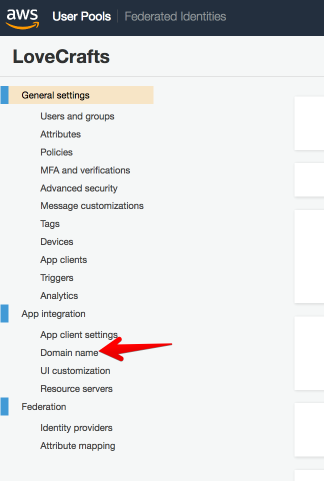 aws User Pools | Federated Identities
LoveCrafts
General settings
Users and groups
Attributes
Policies
MFA and verifications
Advanced security
Message customizations
Tags
Devices
App clients
Triggers
Analytics
App integration
App client settings
Domain name
UI customization
Resource servers
Federation
Identity providers
Attribute mapping